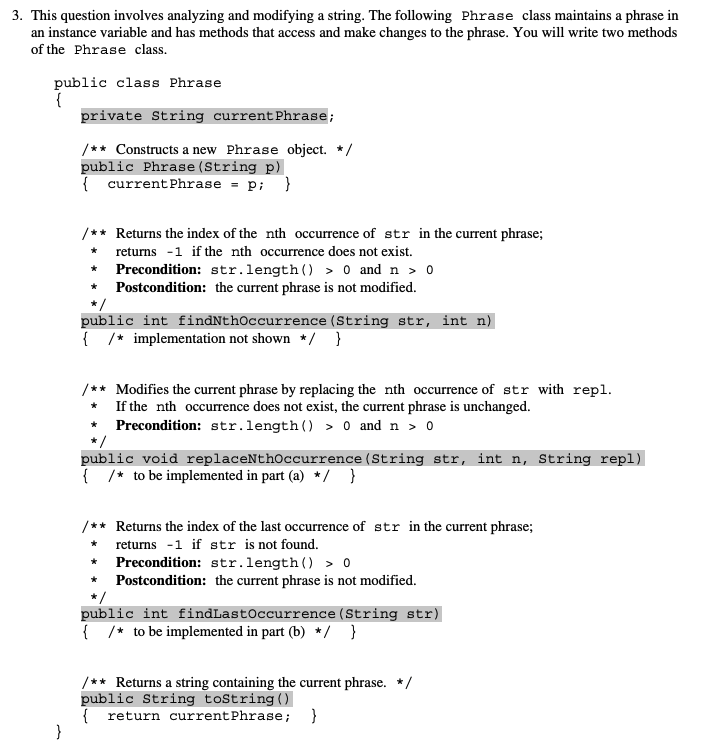 3. This question involves analyzing and modifying a string. The following Phrase class maintains a phrase in
an instance variable and has methods that access and make changes to the phrase. You will write two methods
of the Phrase class.
public class Phrase
{
private String currentPhrase;
/** Constructs a new Phrase object. */
public Phrase(String p)
{ currentPhrase = p; }
/** Returns the index of the nth occurrence of str in the current phrase;
* returns -1 if the nth occurrence does not exist.
* Precondition: str.length() > 0 and n > 0
* Postcondition: the current phrase is not modified.
*/
public int findNthOccurrence(String str, int n)
{ /* implementation not shown */ }
/** Modifies the current phrase by replacing the nth occurrence of str with repl.
* If the nth occurrence does not exist, the current phrase is unchanged.
* Precondition: str.length() > 0 and n > 0
*/
public void replaceNthOccurrence(String str, int n, String repl)
{ /* to be implemented in part (a) */ }
/** Returns the index of the last occurrence of str in the current phrase;
* returns -1 if str is not found.
* Precondition: str.length() > 0
* Postcondition: the current phrase is not modified.
*/
public int findLastOccurrence(String str)
{ /* to be implemented in part (b) */ }
/** Returns a string containing the current phrase. */
public String toString()
{ return currentPhrase; }
}